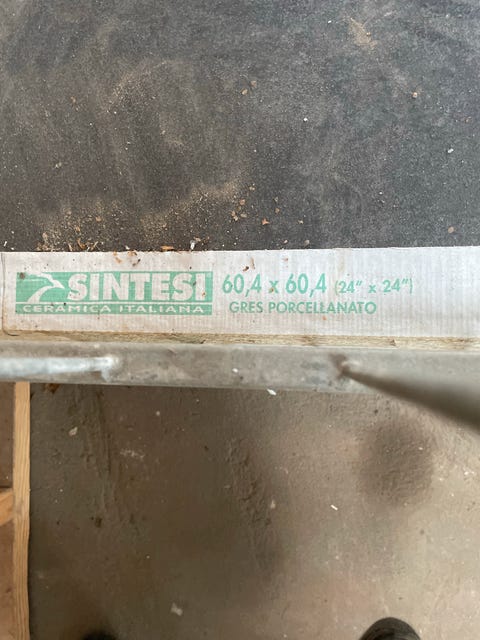 SINTESI 60,4 x 60,4 (24" x 24")
CERAMICA ITALIANA GRES PORCELLANATO